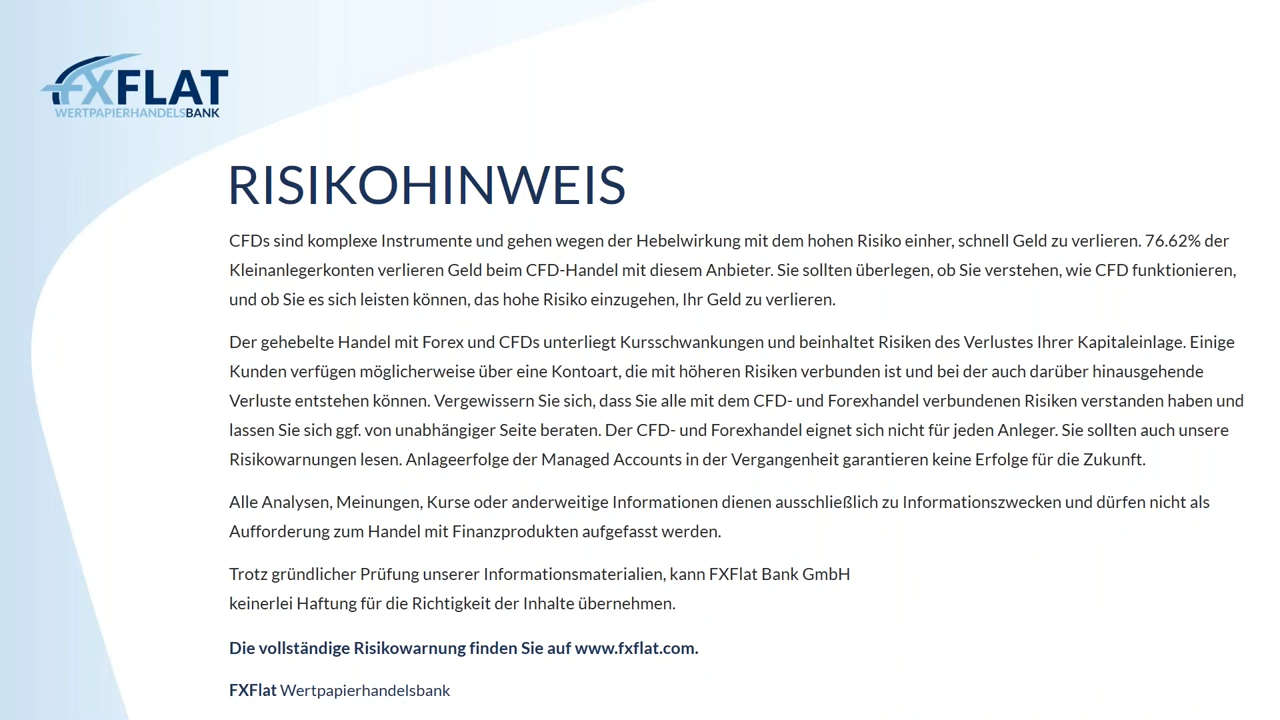 FXFLAT
WERTPAPIERHANDELSBANK
RISIKOHINWEIS
CFDs sind komplexe Instrumente und gehen wegen der Hebelwirkung mit dem hohen Risiko einher, schnell Geld zu verlieren. 76.62% der
Kleinanlegerkonten verlieren Geld beim CFD-Handel mit diesem Anbieter. Sie sollten überlegen, ob Sie verstehen, wie CFD funktionieren,
und ob Sie es sich leisten können, das hohe Risiko einzugehen, Ihr Geld zu verlieren.
Der gehebelte Handel mit Forex und CFDs unterliegt Kursschwankungen und beinhaltet Risiken des Verlustes Ihrer Kapitaleinlage. Einige
Kunden verfügen möglicherweise über eine Kontoart, die mit höheren Risiken verbunden ist und bei der auch darüber hinausgehende
Verluste entstehen können. Vergewissern Sie sich, dass Sie alle mit dem CFD- und Forexhandel verbundenen Risiken verstanden haben und
lassen Sie sich ggf. von unabhängiger Seite beraten. Der CFD- und Forexhandel eignet sich nicht für jeden Anleger. Sie sollten auch unsere
Risikowarnungen lesen. Anlageerfolge der Managed Accounts in der Vergangenheit garantieren keine Erfolge für die Zukunft.
Alle Analysen, Meinungen, Kurse oder anderweitige Informationen dienen ausschließlich zu Informationszwecken und dürfen nicht als
Aufforderung zum Handel mit Finanzprodukten aufgefasst werden.
Trotz gründlicher Prüfung unserer Informationsmaterialien, kann FXFlat Bank GmbH
keinerlei Haftung für die Richtigkeit der Inhalte übernehmen.
Die vollständige Risikowarnung finden Sie auf www.fxflat.com.
FXFlat Wertpapierhandelsbank